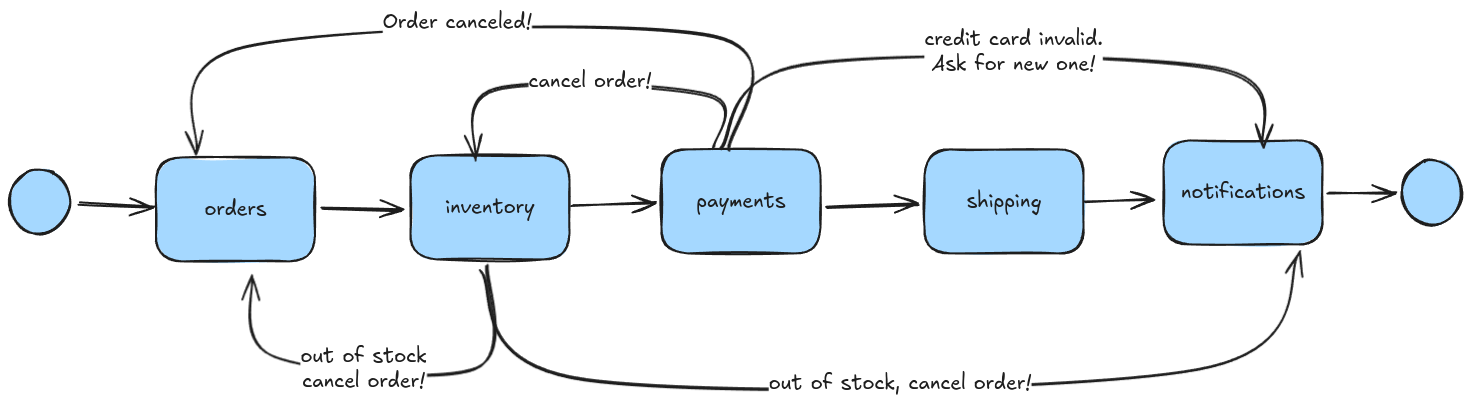 Order canceled!
credit card invalid.
Ask for new one!
cancel order!
orders
inventory
payments
shipping
notifications
out of stock
cancel order!
out of stock, cancel order!